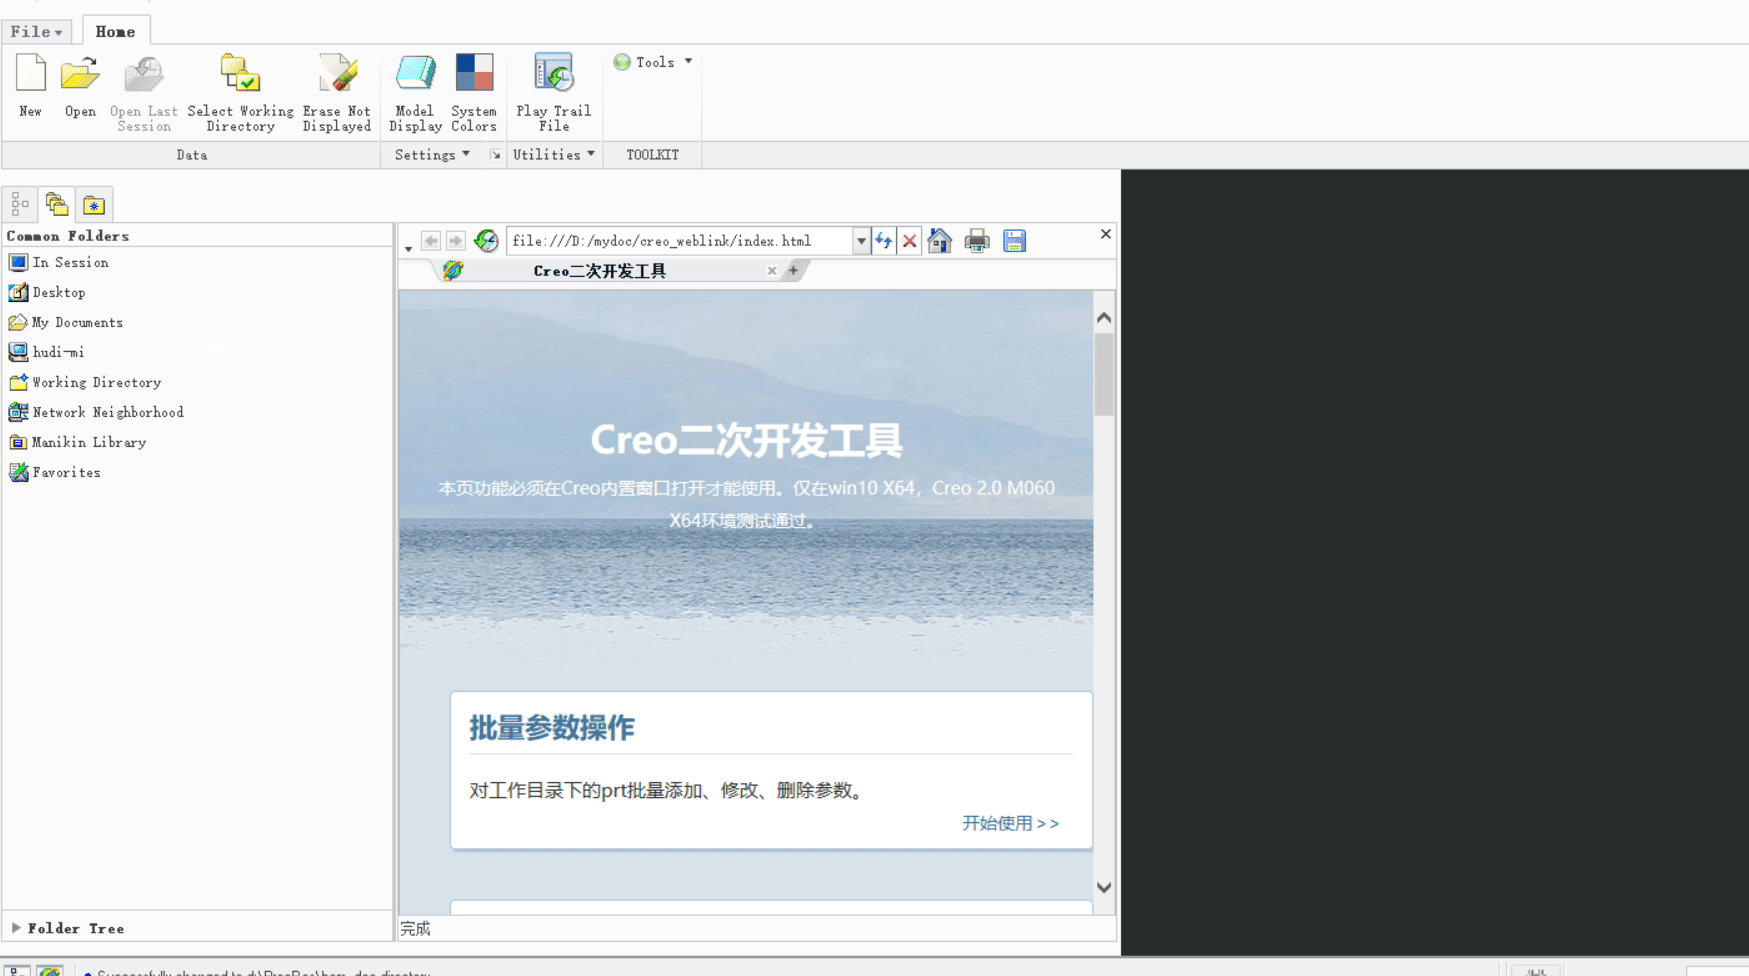 File
Home
New
Open
Open Last
Session
Select Working
Directory
Erase Not
Displayed
Model
Display
System
Colors
Play Trail
File
Tools
Data
Settings
Utilities
TOOLKIT
Common Folders
In Session
Desktop
My Documents
hudi-mi
Working Directory
Network Neighborhood
Manikin Library
Favorites
Folder Tree
file:///D:/mydoc/creo_weblink/index.html
Creo二次开发工具
Creo二次开发工具
本页功能必须在Creo内置窗口打开才能使用。仅在win10 X64，Creo 2.0 M060
X64环境测试通过。
批量参数操作
对工作目录下的prt批量添加、修改、删除参数。
开始使用 >>
完成